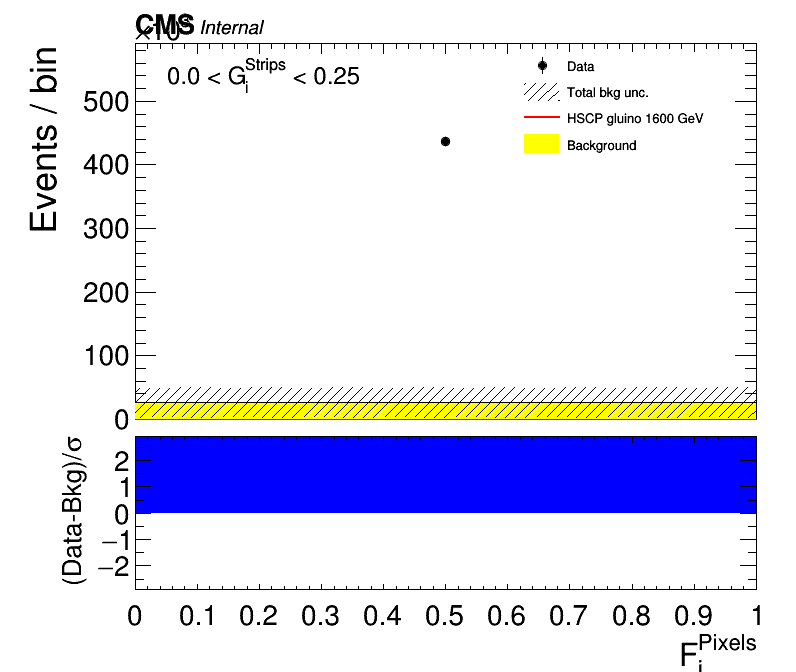 CMS Internal
×10³
0.0 < G_i^Strips < 0.25
Data
Total bkg unc.
HSCP gluino 1600 GeV
Background
Events / bin
500
400
300
200
100
0
(Data-Bkg)/σ
2
1
0
−1
−2
0 0.1 0.2 0.3 0.4 0.5 0.6 0.7 0.8 0.9 1
F_i^Pixels